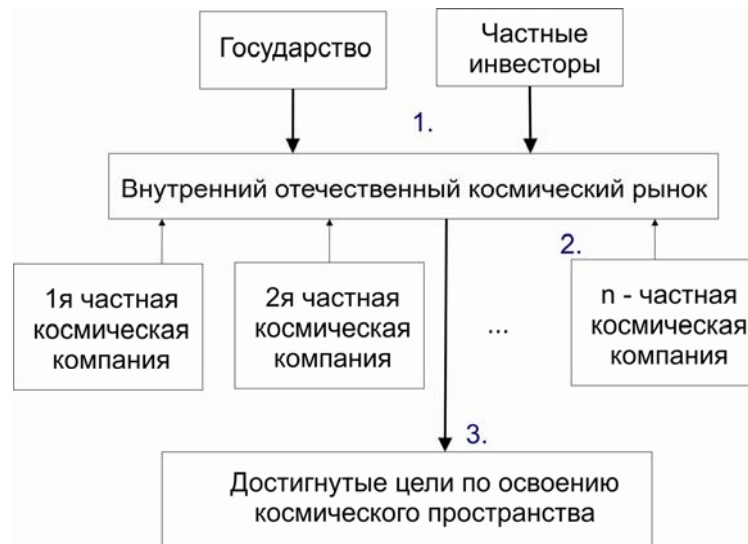 Государство
Частные
инвесторы
1.
Внутренний отечественный космический рынок
2.
1я частная
космическая
компания
2я частная
космическая
компания
...
n - частная
космическая
компания
3.
Достигнутые цели по освоению
космического пространства